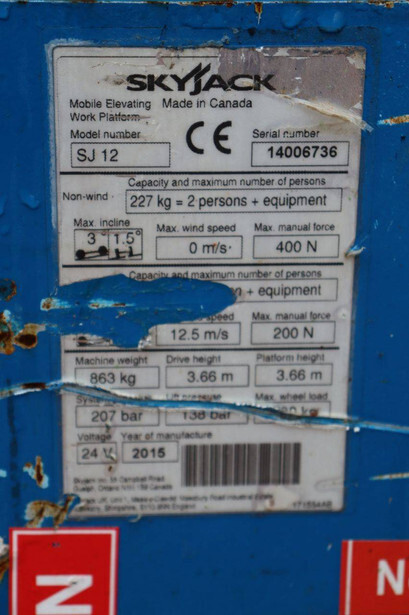 SKYJACK
Mobile Elevating Made in Canada
Work Platform
Model number
SJ 12
CE
Serial number
14006736
Capacity and maximum number of persons
Non-wind
227 kg = 2 persons + equipment
Max. incline
3° 1.5°
Max. wind speed
0 m/s
Max. manual force
400 N
Capacity and maximum number of persons
+ equipment
speed
12.5 m/s
Max. manual force
200 N
Machine weight
863 kg
Drive height
3.66 m
Platform height
3.66 m
207 bar
Lift pressure
138 bar
Max. wheel load
Voltage
24 V
Year of manufacture
2015
N
N